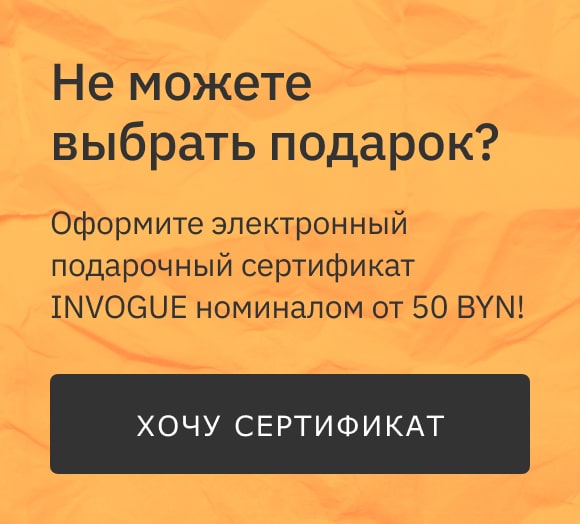 Не можете
выбрать подарок?
Оформите электронный
подарочный сертификат
INVOGUE номиналом от 50 BYN!
ХОЧУ СЕРТИФИКАТ